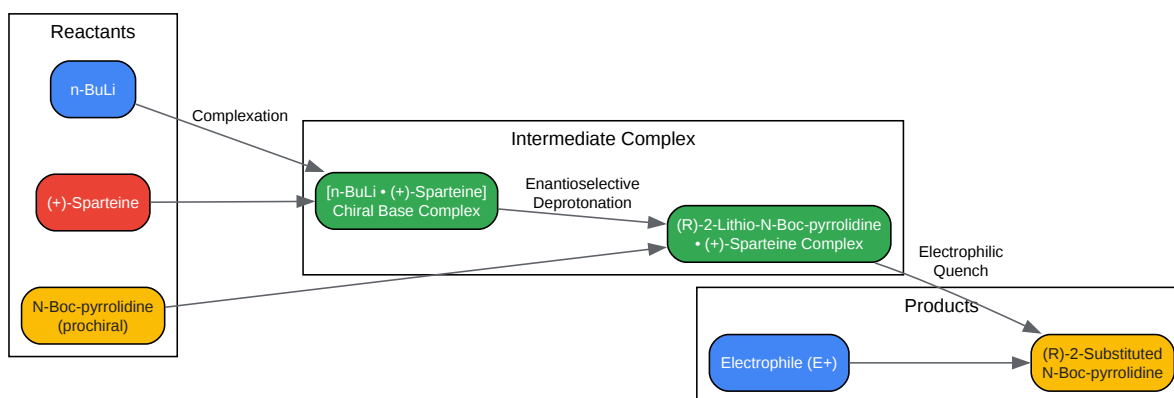 Reactants
n-BuLi
Complexation
(+)-Sparteine
N-Boc-pyrrolidine
(prochiral)
Intermediate Complex
[n-BuLi • (+)-Sparteine]
Chiral Base Complex
Enantioselective
Deprotonation
(R)-2-Lithio-N-Boc-pyrrolidine
• (+)-Sparteine Complex
Electrophilic
Quench
Products
Electrophile (E+)
(R)-2-Substituted
N-Boc-pyrrolidine